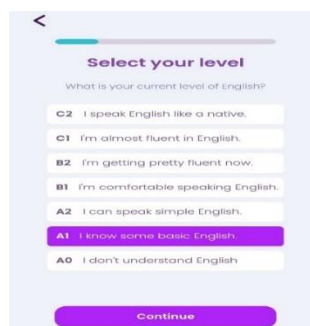 Select your level
What is your current level of English?
C2 I speak English like a native.
C1 I'm almost fluent in English.
B2 I'm getting pretty fluent now.
B1 I'm comfortable speaking English.
A2 I can speak simple English.
A1 I know some basic English.
A0 I don't understand English
Continue